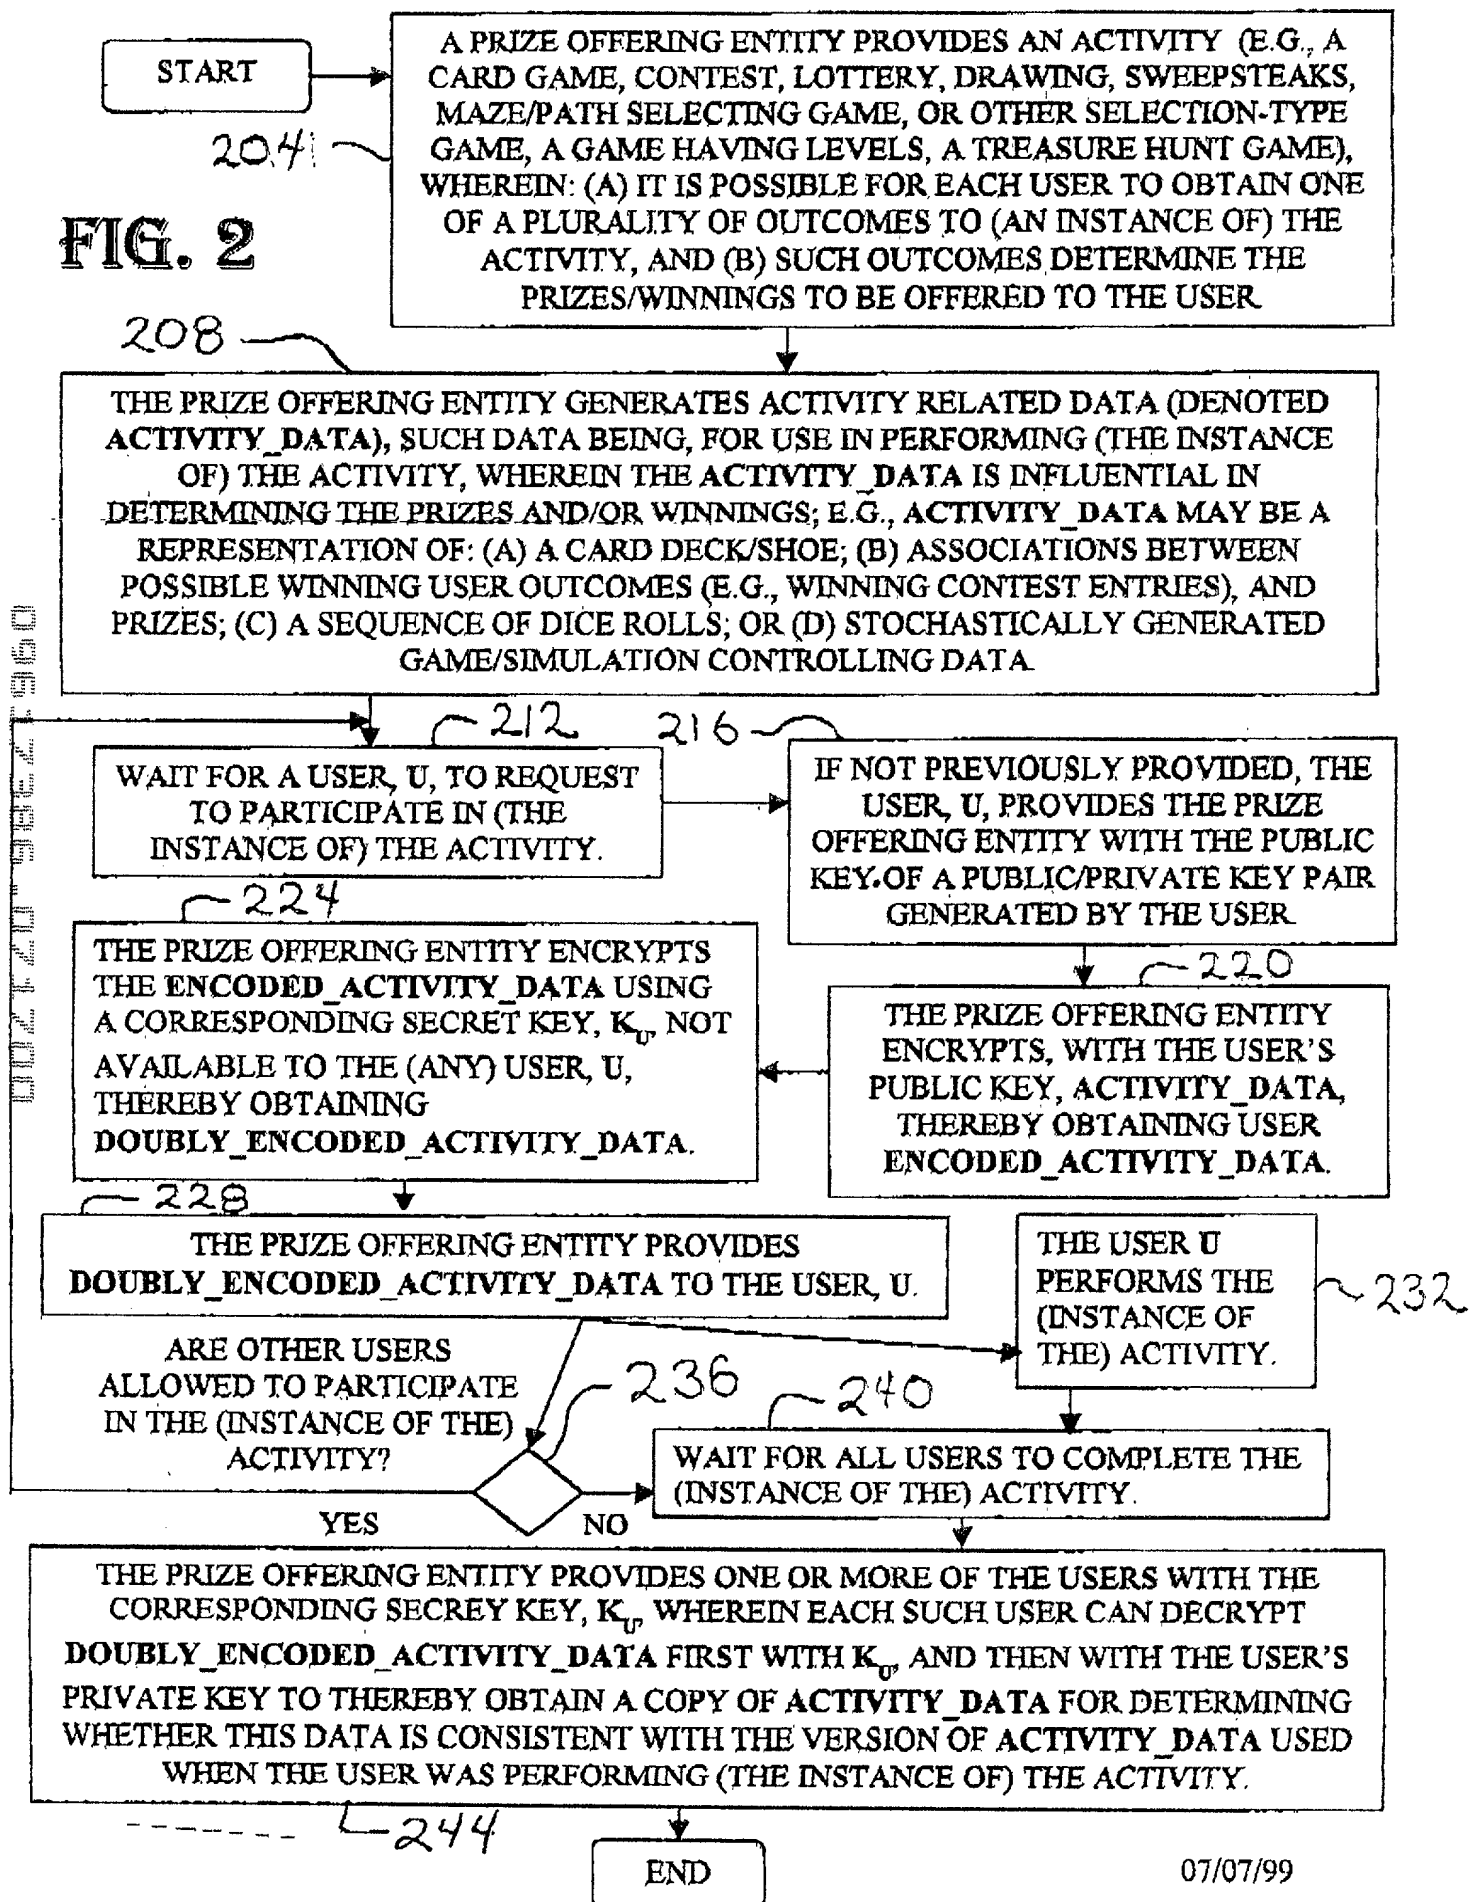 START
A PRIZE OFFERING ENTITY PROVIDES AN ACTIVITY (E.G., A
CARD GAME, CONTEST, LOTTERY, DRAWING, SWEEPSTEAKS,
MAZE/PATH SELECTING GAME, OR OTHER SELECTION-TYPE
GAME, A GAME HAVING LEVELS, A TREASURE HUNT GAME),
WHEREIN: (A) IT IS POSSIBLE FOR EACH USER TO OBTAIN ONE
OF A PLURALITY OF OUTCOMES TO (AN INSTANCE OF) THE
ACTIVITY, AND (B) SUCH OUTCOMES DETERMINE THE
PRIZES/WINNINGS TO BE OFFERED TO THE USER
204
FIG. 2
208
THE PRIZE OFFERING ENTITY GENERATES ACTIVITY RELATED DATA (DENOTED
ACTIVITY_DATA), SUCH DATA BEING, FOR USE IN PERFORMING (THE INSTANCE
OF) THE ACTIVITY, WHEREIN THE ACTIVITY_DATA IS INFLUENTIAL IN
DETERMINING THE PRIZES AND/OR WINNINGS; E.G., ACTIVITY_DATA MAY BE A
REPRESENTATION OF: (A) A CARD DECK/SHOE; (B) ASSOCIATIONS BETWEEN
POSSIBLE WINNING USER OUTCOMES (E.G., WINNING CONTEST ENTRIES), AND
PRIZES; (C) A SEQUENCE OF DICE ROLLS; OR (D) STOCHASTICALLY GENERATED
GAME/SIMULATION CONTROLLING DATA
212
WAIT FOR A USER, U, TO REQUEST
TO PARTICIPATE IN (THE
INSTANCE OF) THE ACTIVITY.
216
IF NOT PREVIOUSLY PROVIDED, THE
USER, U, PROVIDES THE PRIZE
OFFERING ENTITY WITH THE PUBLIC
KEY OF A PUBLIC/PRIVATE KEY PAIR
GENERATED BY THE USER
220
THE PRIZE OFFERING ENTITY
ENCRYPTS, WITH THE USER'S
PUBLIC KEY, ACTIVITY_DATA,
THEREBY OBTAINING USER
ENCODED_ACTIVITY_DATA.
224
THE PRIZE OFFERING ENTITY ENCRYPTS
THE ENCODED_ACTIVITY_DATA USING
A CORRESPONDING SECRET KEY, KU, NOT
AVAILABLE TO THE (ANY) USER, U,
THEREBY OBTAINING
DOUBLY_ENCODED_ACTIVITY_DATA.
228
THE PRIZE OFFERING ENTITY PROVIDES
DOUBLY_ENCODED_ACTIVITY_DATA TO THE USER, U.
THE USER U
PERFORMS THE
(INSTANCE OF
THE) ACTIVITY.
232
ARE OTHER USERS
ALLOWED TO PARTICIPATE
IN THE (INSTANCE OF THE)
ACTIVITY?
236
YES
NO
240
WAIT FOR ALL USERS TO COMPLETE THE
(INSTANCE OF THE) ACTIVITY.
THE PRIZE OFFERING ENTITY PROVIDES ONE OR MORE OF THE USERS WITH THE
CORRESPONDING SECREY KEY, KU, WHEREIN EACH SUCH USER CAN DECRYPT
DOUBLY_ENCODED_ACTIVITY_DATA FIRST WITH KU, AND THEN WITH THE USER'S
PRIVATE KEY TO THEREBY OBTAIN A COPY OF ACTIVITY_DATA FOR DETERMINING
WHETHER THIS DATA IS CONSISTENT WITH THE VERSION OF ACTIVITY_DATA USED
WHEN THE USER WAS PERFORMING (THE INSTANCE OF) THE ACTIVITY.
244
END
07/07/99